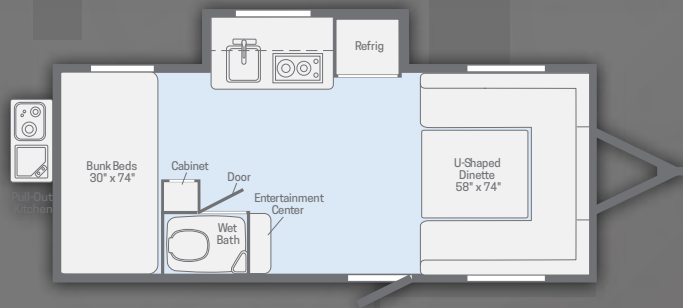 Refrig
Bunk Beds
30" x 74"
Cabinet
Door
Entertainment
Center
Wet
Bath
U-Shaped
Dinette
58" x 74"
Pull-Out
Kitchen